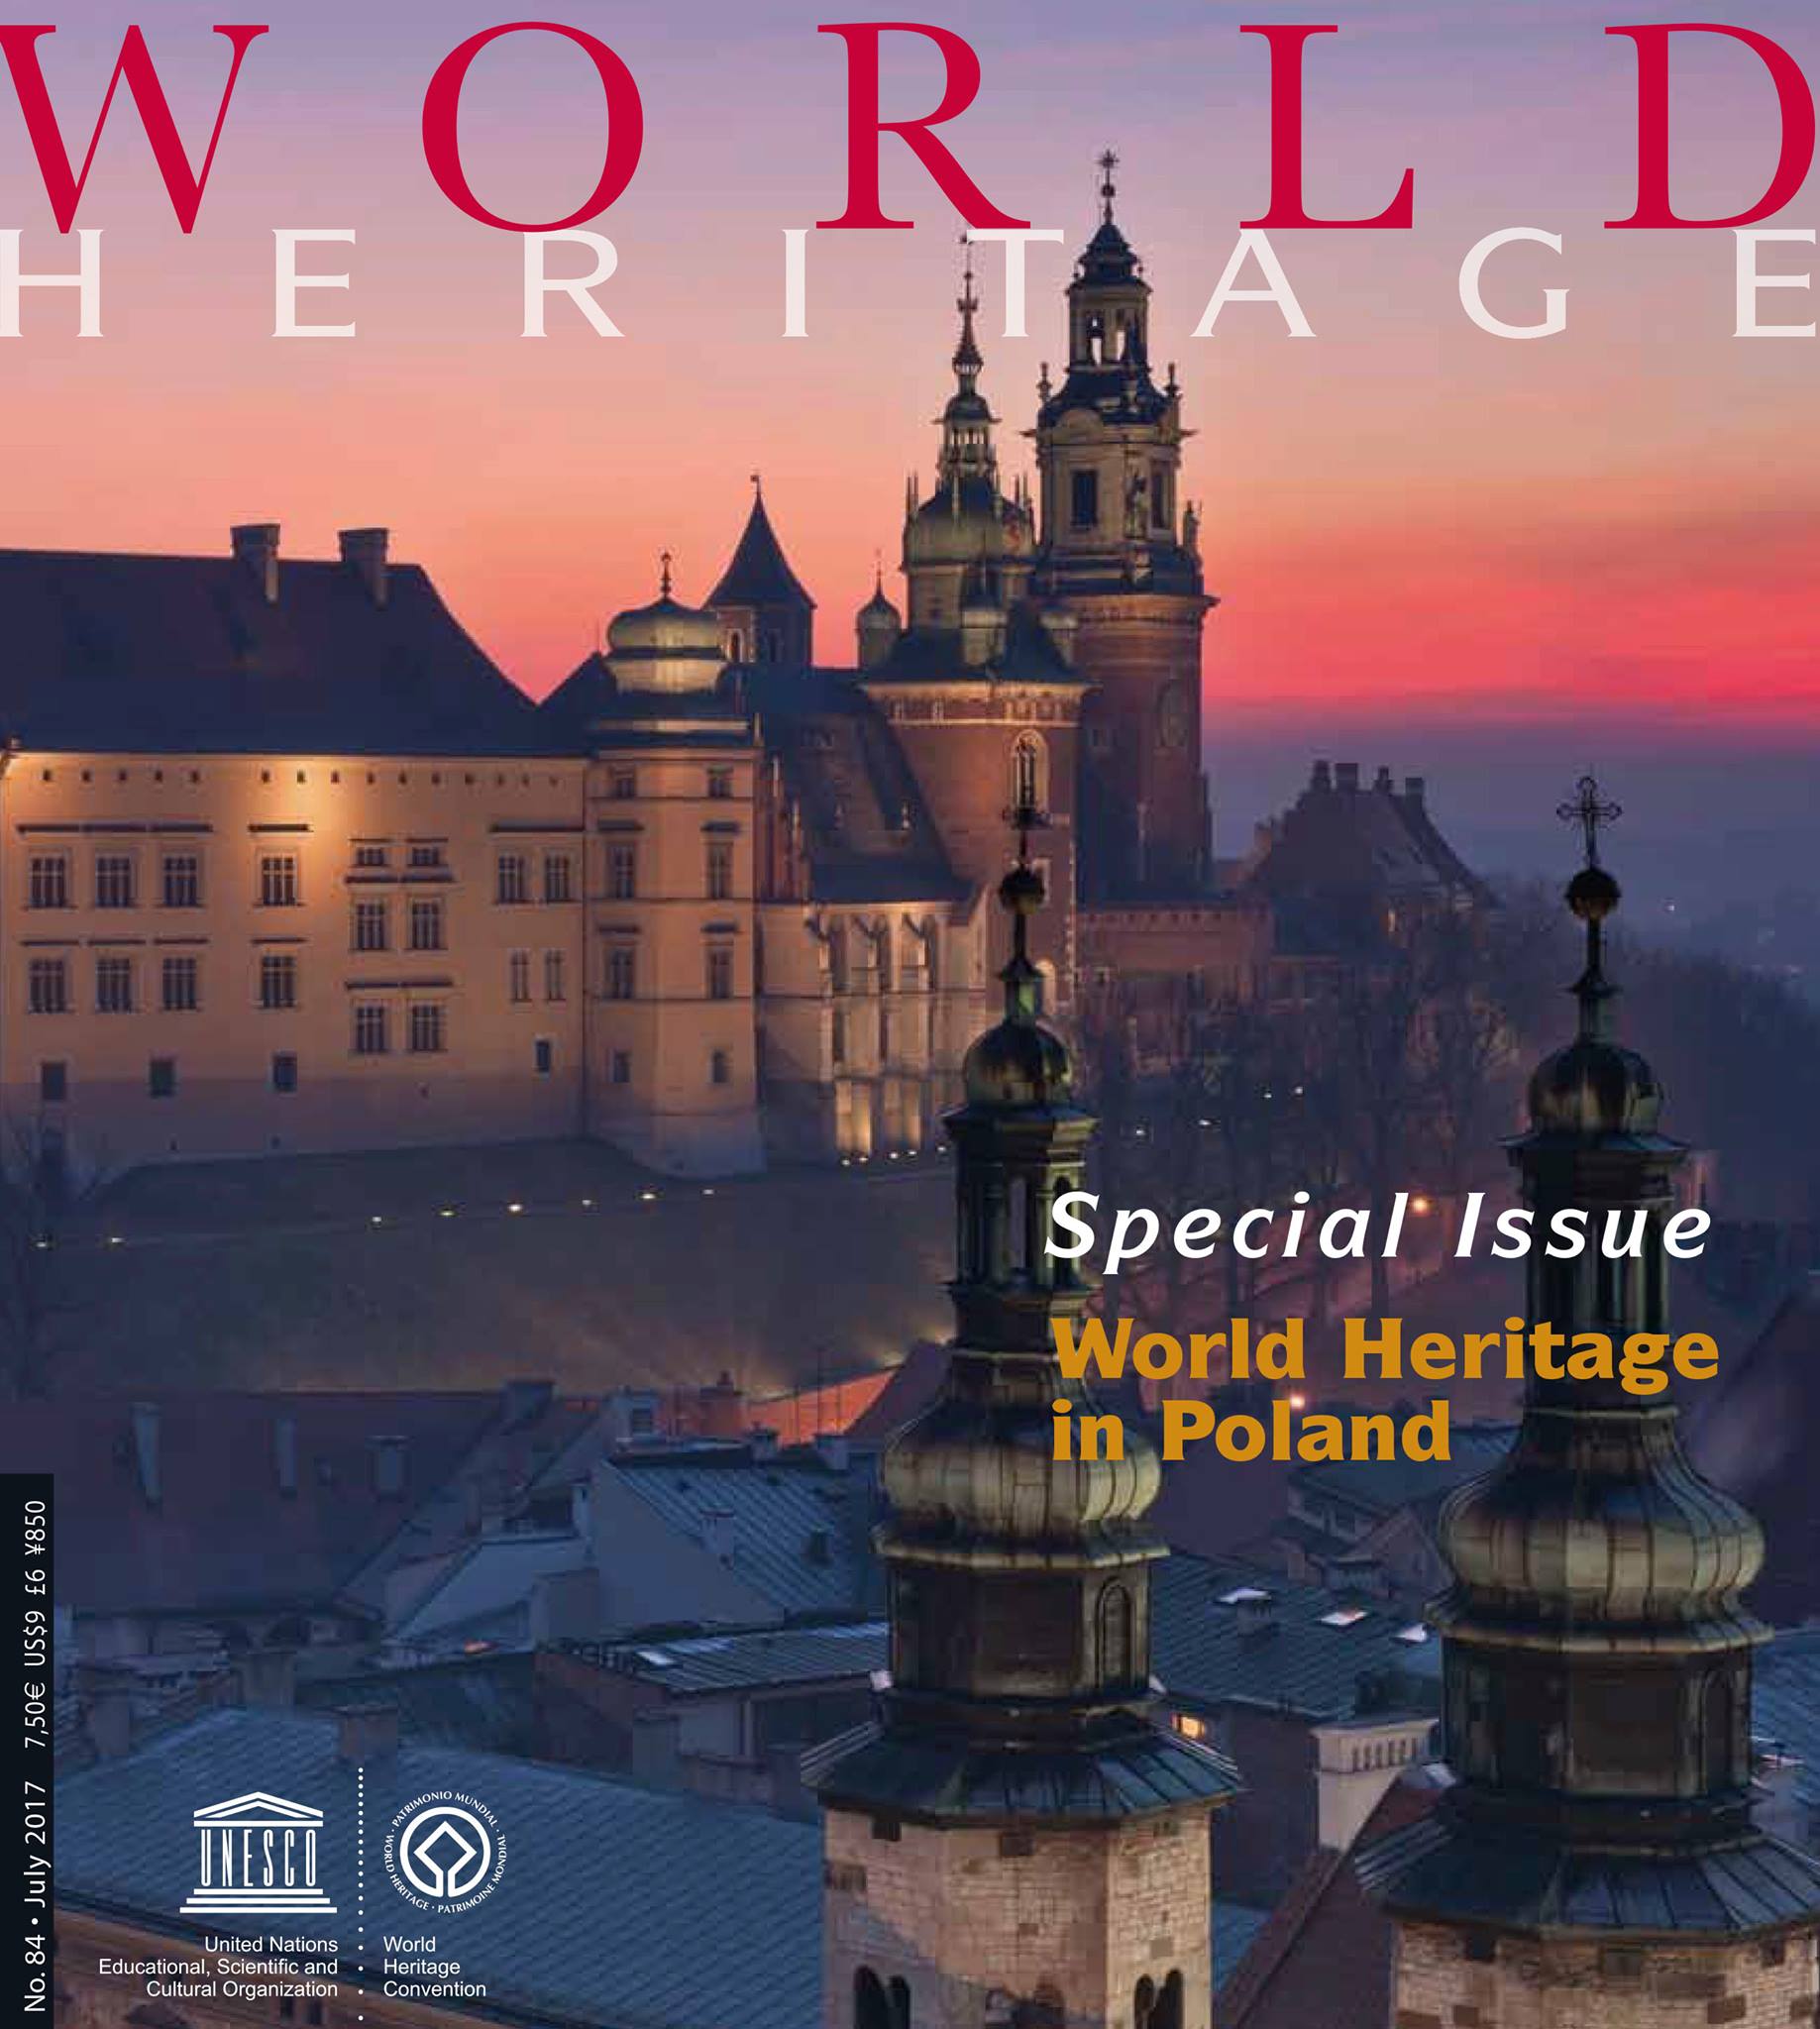 WORLD
HERITAGE
Special Issue
World Heritage
in Poland
No. 84 • July 2017 7,50€ US$9 £6 ¥850
UNESCO
United Nations
Educational, Scientific and
Cultural Organization
WORLD HERITAGE · PATRIMONIO MUNDIAL · PATRIMOINE MONDIAL ·
World
Heritage
Convention